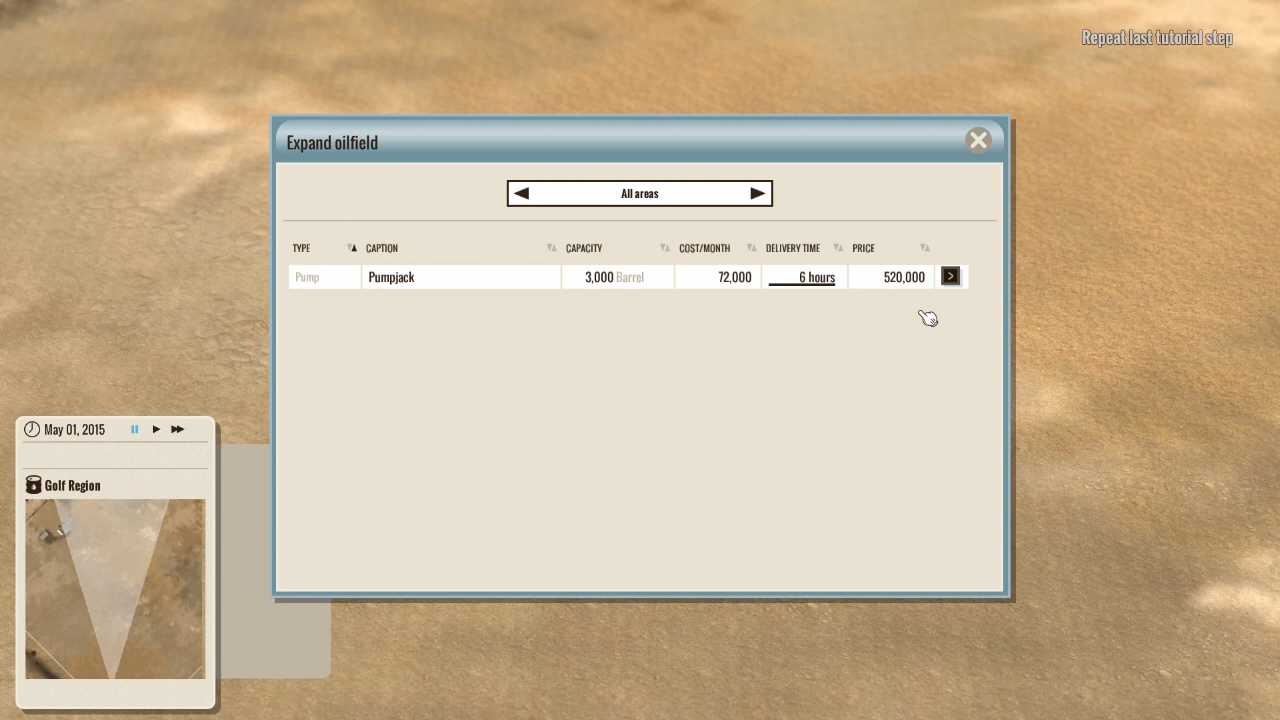 Repeat last tutorial step
Expand oilfield
All areas
TYPE CAPTION CAPACITY COST/MONTH DELIVERY TIME PRICE
Pump Pumpjack 3,000 Barrel 72,000 6 hours 520,000
May 01, 2015
Golf Region